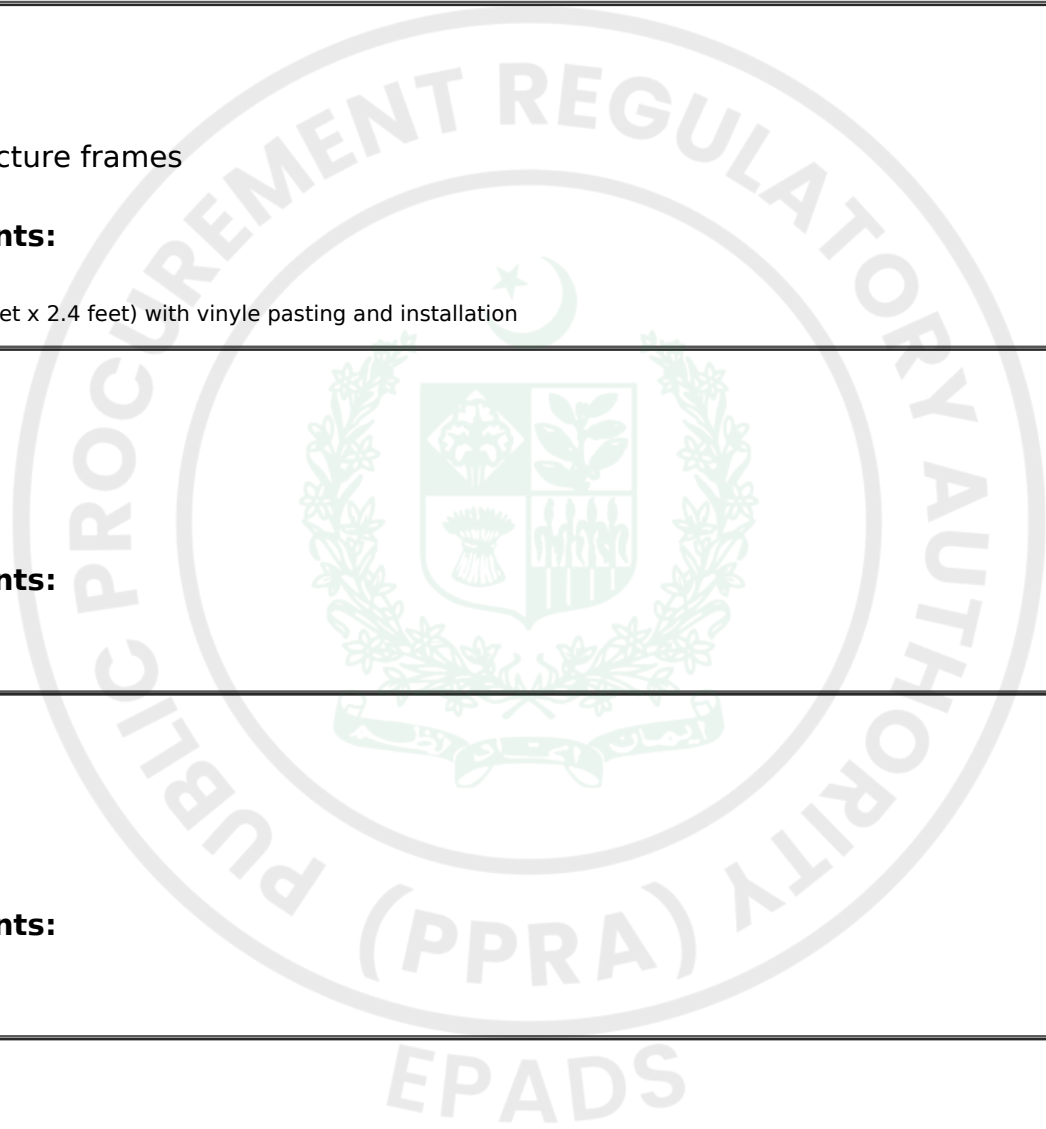 cture frames
nts:
et x 2.4 feet) with vinyle pasting and installation
nts:
nts:
PUBLIC PROCUREMENT REGULATORY AUTHORITY
(PPRA)
EPADS